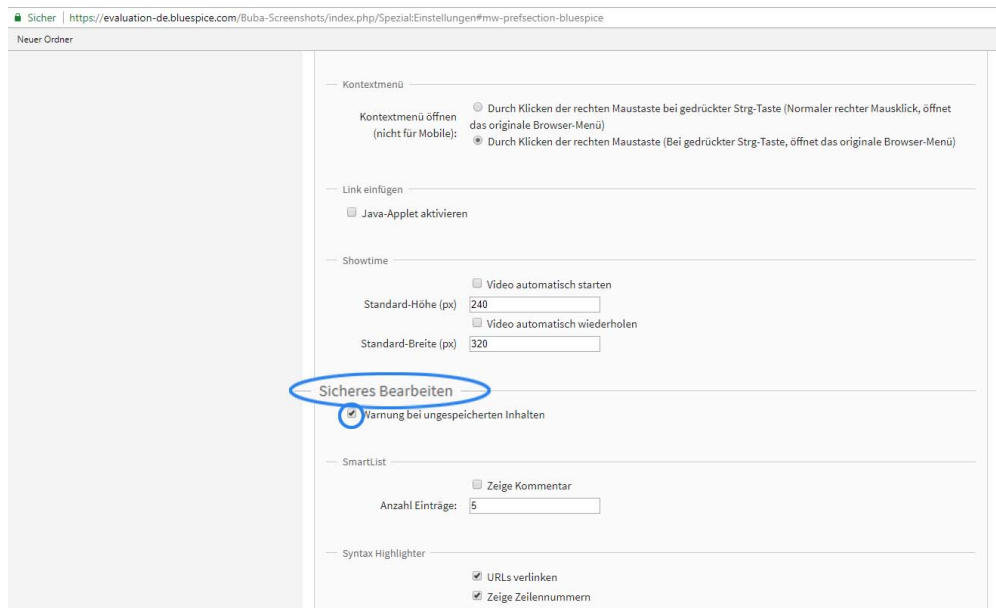 Sicher | https://evaluation-de.bluespice.com/Buba-Screenshots/index.php/Spezial:Einstellungen#mw-prefsection-bluespice
Neuer Ordner
Kontextmenü
Kontextmenü öffnen
(nicht für Mobile):
Durch Klicken der rechten Maustaste bei gedrückter Strg-Taste (Normaler rechter Mausklick, öffnet
das originale Browser-Menü)
Durch Klicken der rechten Maustaste (Bei gedrückter Strg-Taste, öffnet das originale Browser-Menü)
Link einfügen
Java-Applet aktivieren
Showtime
Video automatisch starten
Standard-Höhe (px) 240
Video automatisch wiederholen
Standard-Breite (px) 320
Sicheres Bearbeiten
Warnung bei ungespeicherten Inhalten
SmartList
Zeige Kommentar
Anzahl Einträge: 5
Syntax Highlighter
URLs verlinken
Zeige Zeilennummern